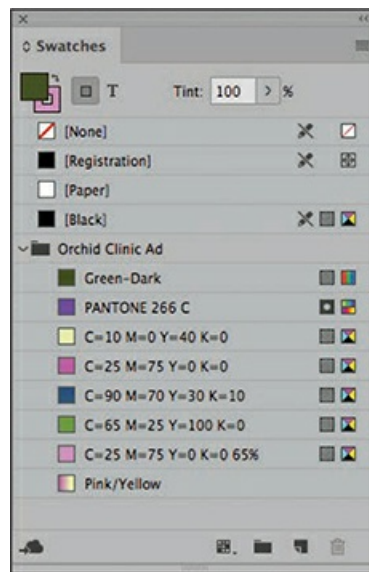 Swatches
T Tint: 100 > %
[None]
[Registration]
[Paper]
[Black]
Orchid Clinic Ad
Green-Dark
PANTONE 266 C
C=10 M=0 Y=40 K=0
C=25 M=75 Y=0 K=0
C=90 M=70 Y=30 K=10
C=65 M=25 Y=100 K=0
C=25 M=75 Y=0 K=0 65%
Pink/Yellow